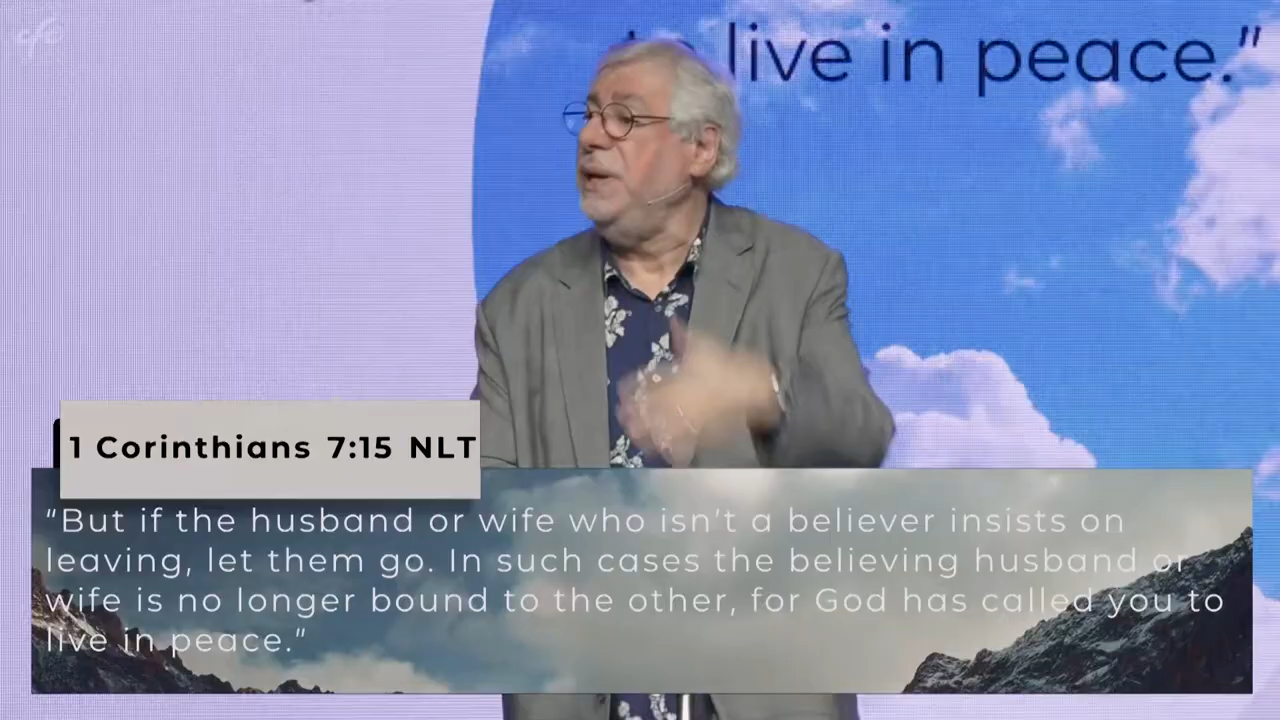 cfc
live in peace.”
1 Corinthians 7:15 NLT
“But if the husband or wife who isn’t a believer insists on
leaving, let them go. In such cases the believing husband or
wife is no longer bound to the other, for God has called you to
live in peace.”